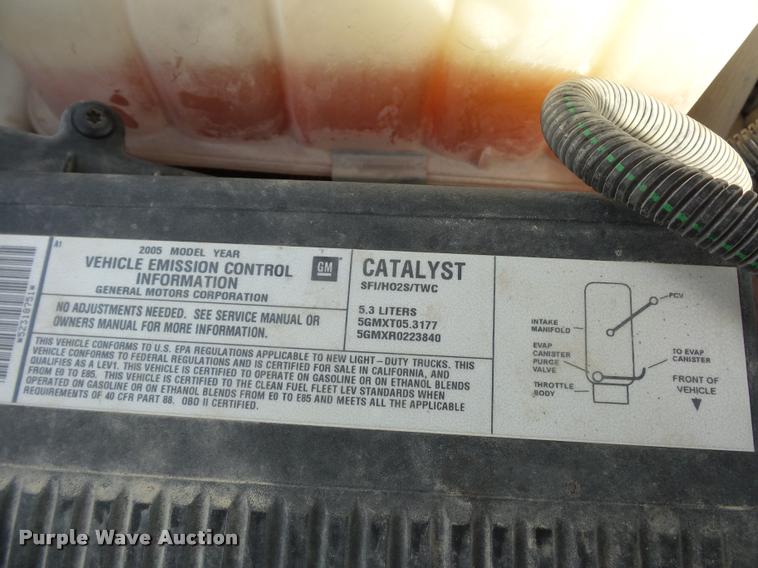 A1
2005 MODEL YEAR
VEHICLE EMISSION CONTROL
INFORMATION
GENERAL MOTORS CORPORATION
GM
NO ADJUSTMENTS NEEDED. SEE SERVICE MANUAL OR
OWNERS MANUAL FOR MORE INFORMATION.
CATALYST
SFI/HO2S/TWC
5.3 LITERS
5GMXT05.3177
5GMXR0223840
THIS VEHICLE CONFORMS TO U.S. EPA REGULATIONS APPLICABLE TO NEW LIGHT-DUTY TRUCKS. THIS
VEHICLE CONFORMS TO FEDERAL REGULATIONS AND IS CERTIFIED FOR SALE IN CALIFORNIA, AND
QUALIFIES AS A LEV1. THIS VEHICLE IS CERTIFIED TO OPERATE ON GASOLINE OR ON ETHANOL BLENDS
FROM E0 TO E85. THIS VEHICLE IS CERTIFIED TO THE CLEAN FUEL FLEET LEV STANDARDS WHEN
OPERATED ON GASOLINE OR ON ETHANOL BLENDS FROM E0 TO E85 AND MEETS ALL THE APPLICABLE
REQUIREMENTS OF 40 CFR PART 88. OBD II CERTIFIED.
PCV
INTAKE
MANIFOLD
EVAP
CANISTER
PURGE
VALVE
THROTTLE
BODY
TO EVAP
CANISTER
FRONT OF
VEHICLE
*52318751*
Purple Wave Auction